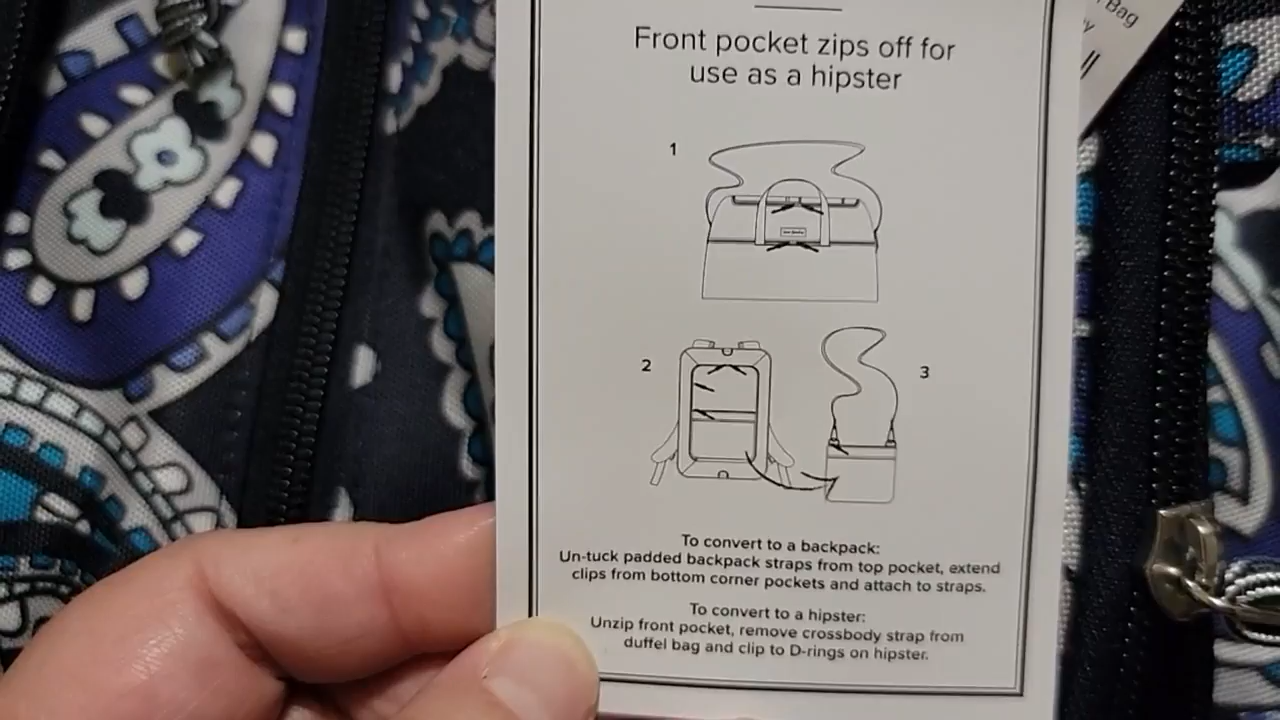 Bag
Front pocket zips off for
use as a hipster
1
2
3
To convert to a backpack:
Un-tuck padded backpack straps from top pocket, extend
clips from bottom corner pockets and attach to straps.
To convert to a hipster:
Unzip front pocket, remove crossbody strap from
duffel bag and clip to D-rings on hipster.